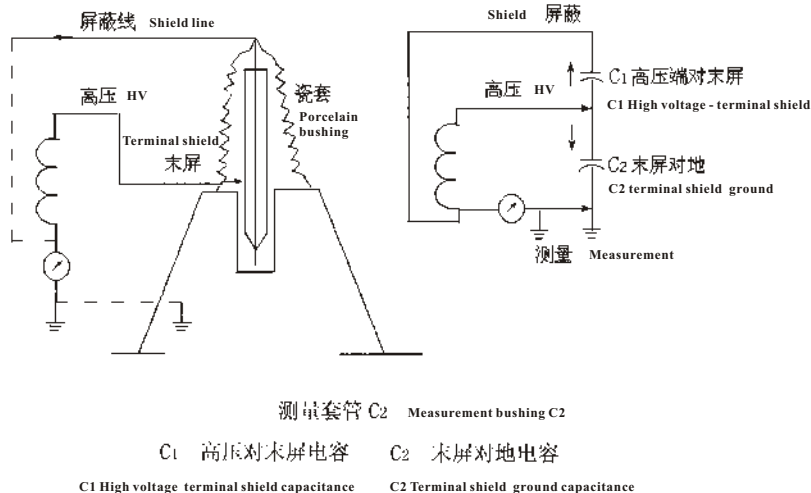 屏蔽线 Shield line
高压 HV
瓷套
Porcelain
bushing
Terminal shield
末屏
Shield 屏蔽
高压 HV
C1 高压端对末屏
C1 High voltage - terminal shield
C2 末屏对地
C2 terminal shield ground
测量 Measurement
测量套管 C2 Measurement bushing C2
C1 高压对末屏电容 C2 末屏对地电容
C1 High voltage terminal shield capacitance C2 Terminal shield ground capacitance